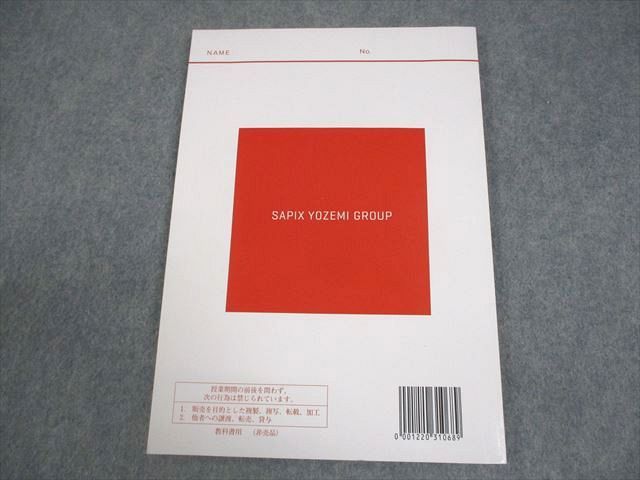 NAME No.
SAPIX YOZEMI GROUP
授業期間の前後を問わず、
次の行為は禁じられています。
1. 販売を目的とした複製、複写、転載、加工
2. 他者への譲渡、転売、貸与
教科書用 (非売品)
0 001220 310689